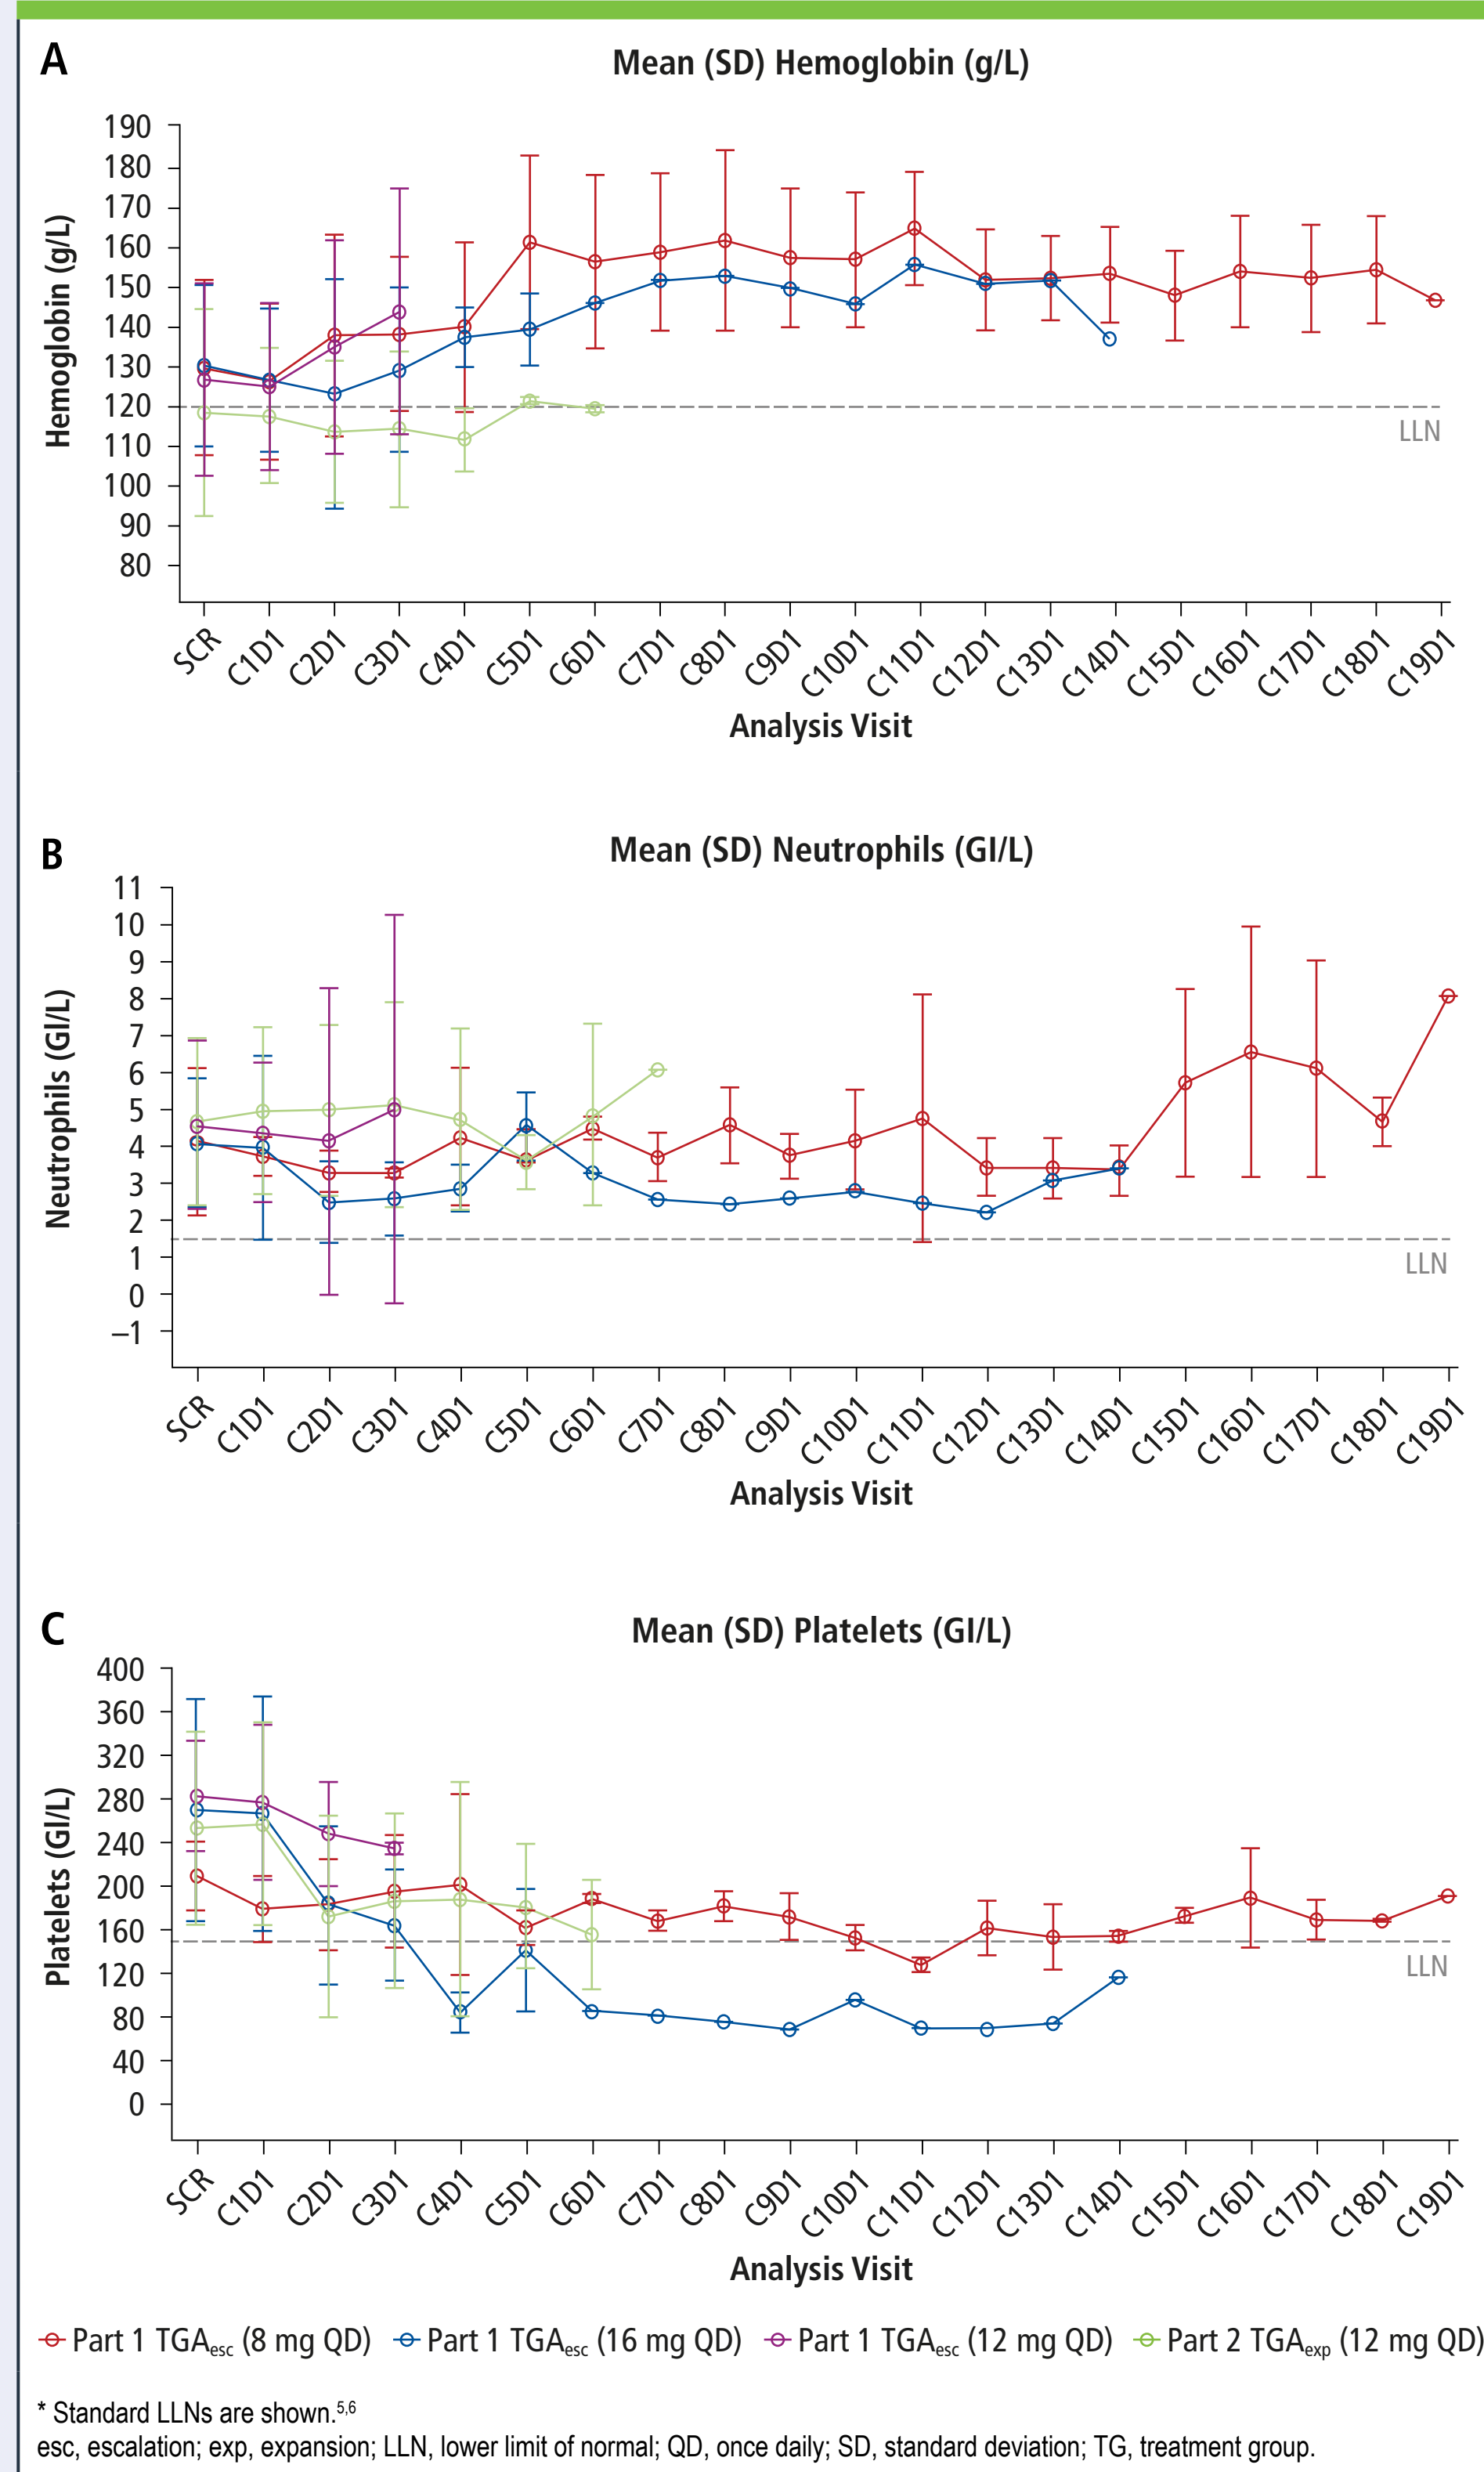 A
Mean (SD) Hemoglobin (g/L)
Hemoglobin (g/L)
190
180
170
160
150
140
130
120
110
100
90
80
LLN
SCR C1D1 C2D1 C3D1 C4D1 C5D1 C6D1 C7D1 C8D1 C9D1 C10D1 C11D1 C12D1 C13D1 C14D1 C15D1 C16D1 C17D1 C18D1 C19D1
Analysis Visit
B
Mean (SD) Neutrophils (GI/L)
Neutrophils (GI/L)
11
10
9
8
7
6
5
4
3
2
1
0
–1
LLN
SCR C1D1 C2D1 C3D1 C4D1 C5D1 C6D1 C7D1 C8D1 C9D1 C10D1 C11D1 C12D1 C13D1 C14D1 C15D1 C16D1 C17D1 C18D1 C19D1
Analysis Visit
C
Mean (SD) Platelets (GI/L)
Platelets (GI/L)
400
360
320
280
240
200
160
120
80
40
0
LLN
SCR C1D1 C2D1 C3D1 C4D1 C5D1 C6D1 C7D1 C8D1 C9D1 C10D1 C11D1 C12D1 C13D1 C14D1 C15D1 C16D1 C17D1 C18D1 C19D1
Analysis Visit
Part 1 TGAesc (8 mg QD) Part 1 TGAesc (16 mg QD) Part 1 TGAesc (12 mg QD) Part 2 TGAexp (12 mg QD)
* Standard LLNs are shown.5,6
esc, escalation; exp, expansion; LLN, lower limit of normal; QD, once daily; SD, standard deviation; TG, treatment group.